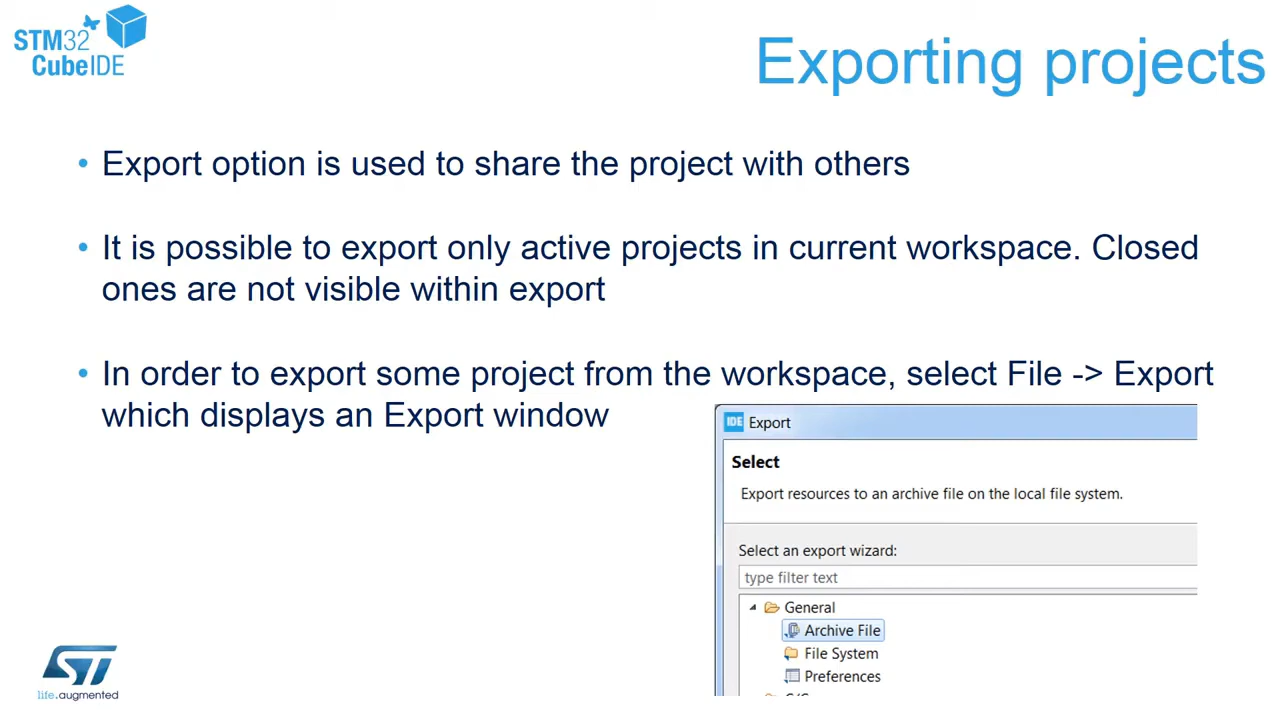 STM32
CubeIDE
Exporting projects
• Export option is used to share the project with others
• It is possible to export only active projects in current workspace. Closed
ones are not visible within export
• In order to export some project from the workspace, select File -> Export
which displays an Export window
IDE Export
Select
Export resources to an archive file on the local file system.
Select an export wizard:
type filter text
General
Archive File
File System
Preferences
ST
life.augmented